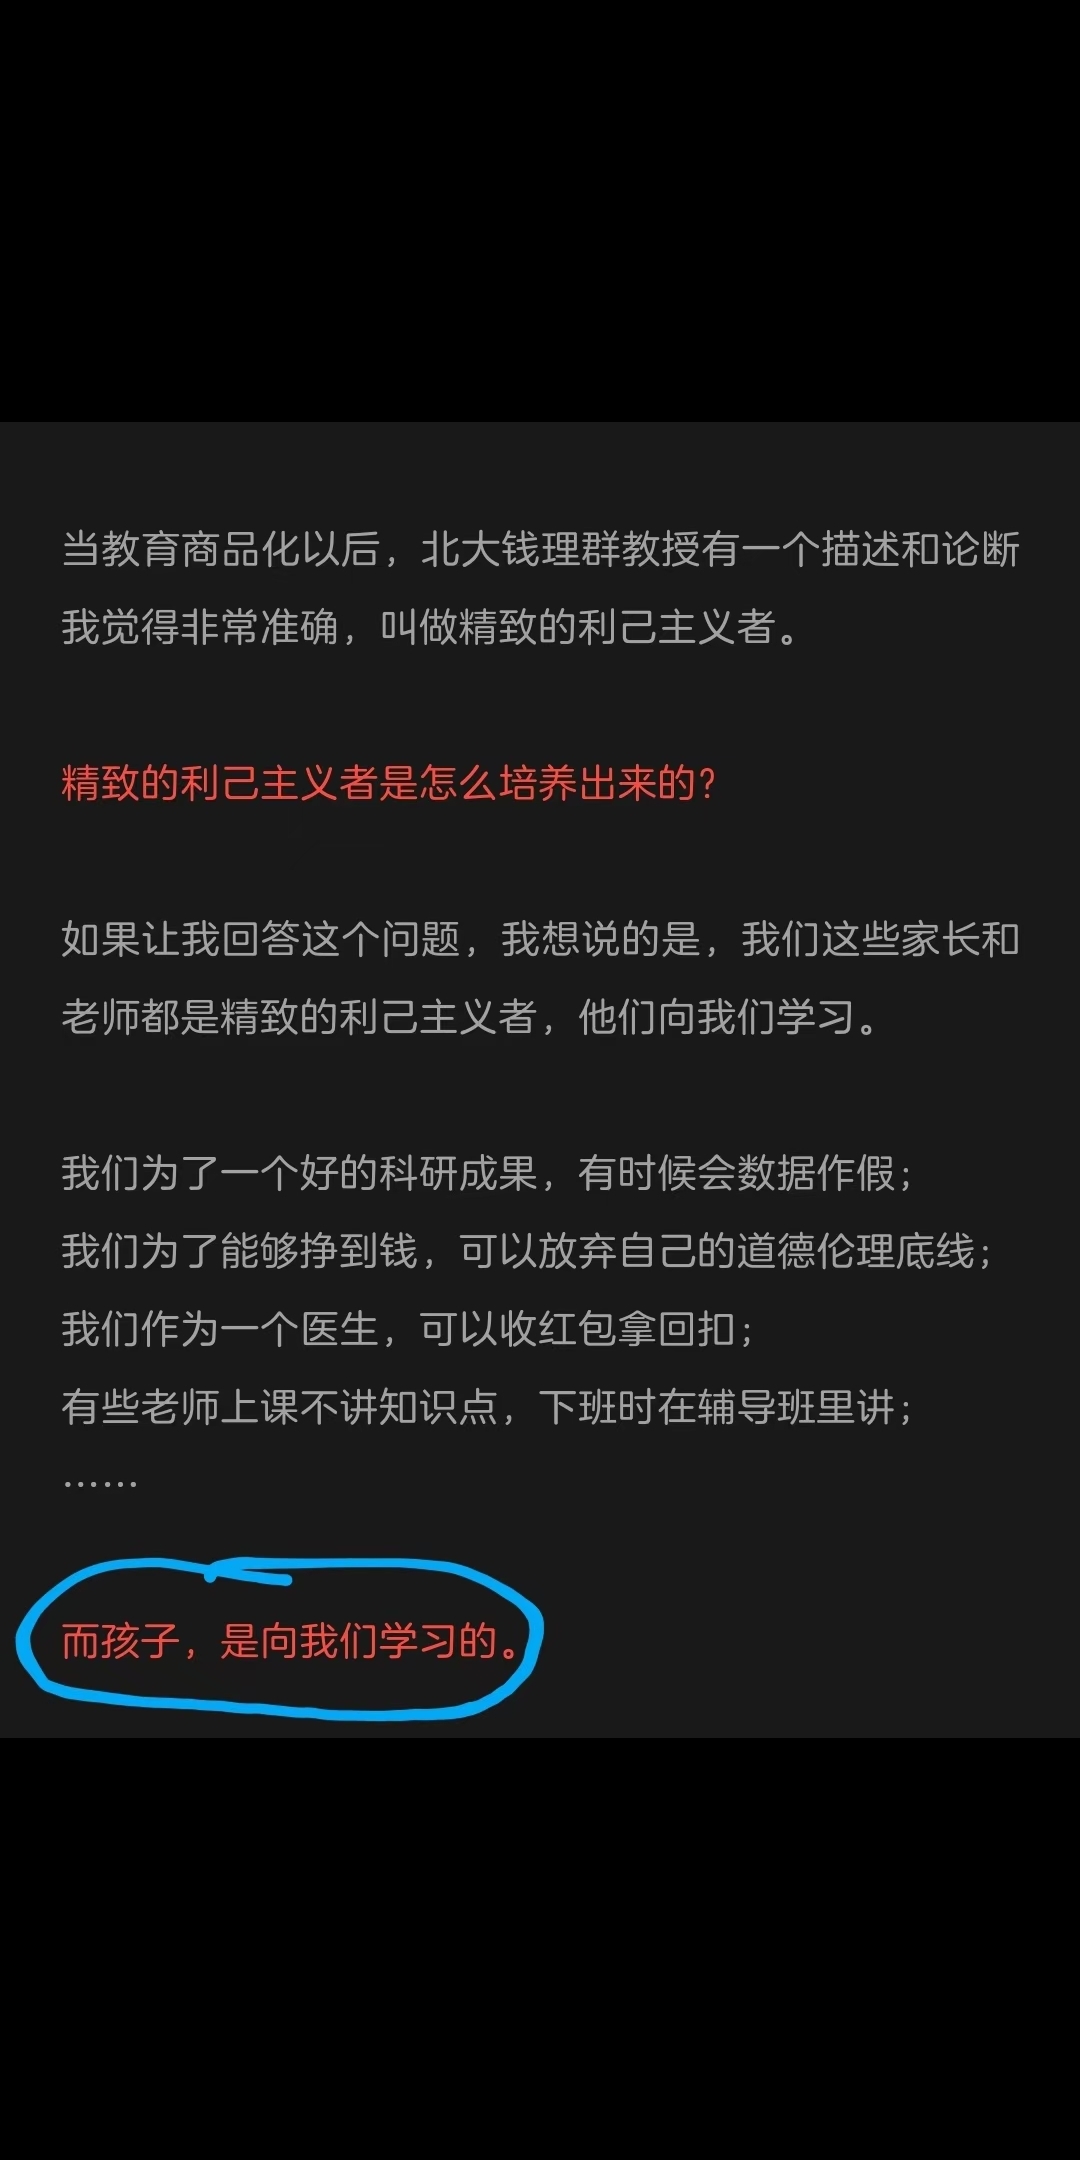 当教育商品化以后，北大钱理群教授有一个描述和论断
我觉得非常准确，叫做精致的利己主义者。
精致的利己主义者是怎么培养出来的？
如果让我回答这个问题，我想说的是，我们这些家长和
老师都是精致的利己主义者，他们向我们学习。
我们为了一个好的科研成果，有时候会数据作假；
我们为了能够挣到钱，可以放弃自己的道德伦理底线；
我们作为一个医生，可以收红包拿回扣；
有些老师上课不讲知识点，下班时在辅导班里讲；
……
而孩子，是向我们学习的。